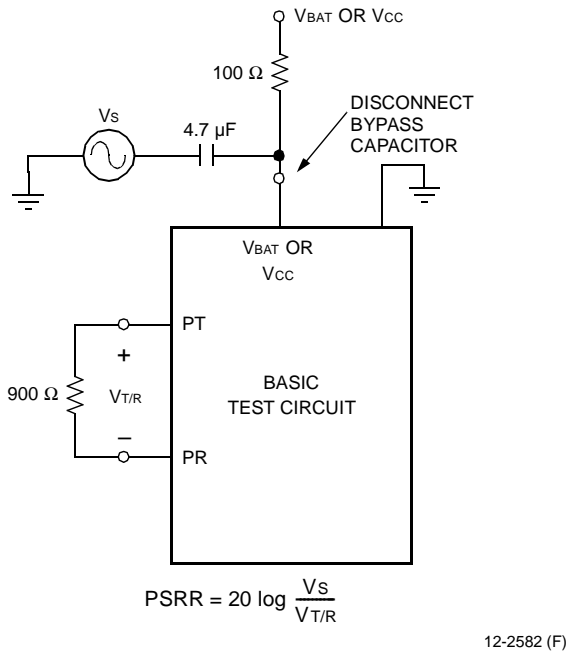 VBAT OR VCC
100 Ω
DISCONNECT
BYPASS
CAPACITOR
VS
4.7 µF
VBAT OR
VCC
PT
+
900 Ω
VT/R
BASIC
TEST CIRCUIT
–
PR
PSRR = 20 log VS
VT/R
12-2582 (F)